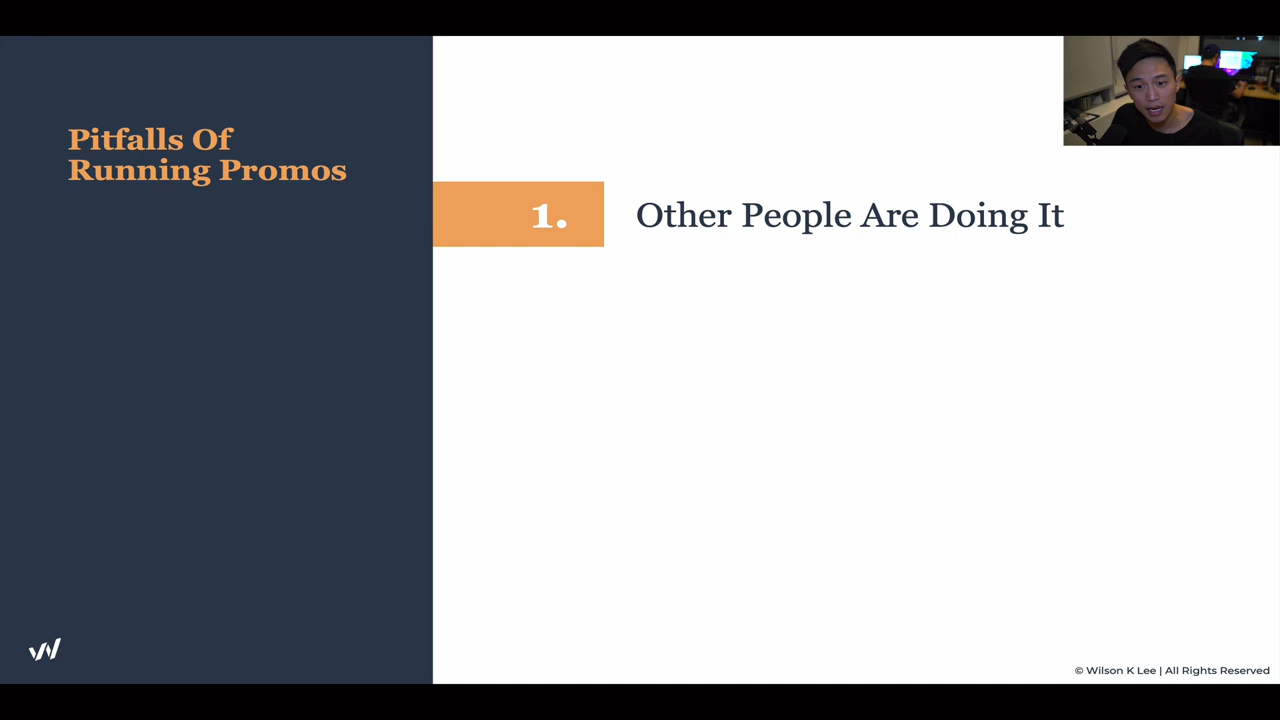 Pitfalls Of
Running Promos
1. Other People Are Doing It
© Wilson K Lee | All Rights Reserved